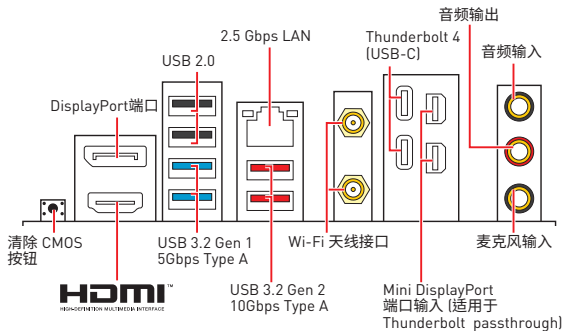 音频输出
2.5 Gbps LAN
Thunderbolt 4
(USB-C)
音频输入
USB 2.0
DisplayPort端口
清除 CMOS
按钮
USB 3.2 Gen 1
5Gbps Type A
Wi-Fi 天线接口
麦克风输入
HDMI™
HIGH-DEFINITION MULTIMEDIA INTERFACE
USB 3.2 Gen 2
10Gbps Type A
Mini DisplayPort
端口输入 (适用于
Thunderbolt passthrough)